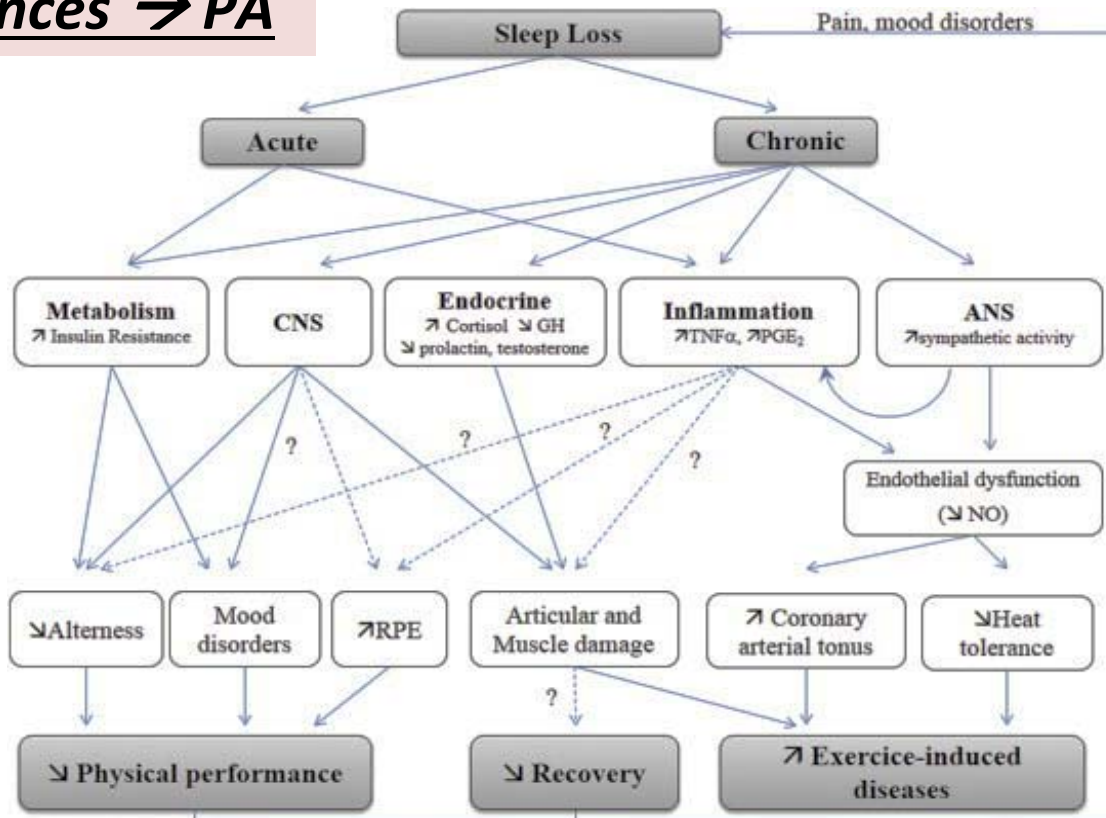 nces → PA
Sleep Loss
Pain, mood disorders
Acute
Chronic
Metabolism
↗ Insulin Resistance
CNS
Endocrine
↗ Cortisol ↘ GH
↘ prolactin, testosterone
Inflammation
↗TNFα, ↗PGE₂
ANS
↗sympathetic activity
?
?
?
?
Endothelial dysfunction
(↘ NO)
↘Alterness
Mood
disorders
↗RPE
Articular and
Muscle damage
↗ Coronary
arterial tonus
↘Heat
tolerance
?
↘ Physical performance
↘ Recovery
↗ Exercice-induced
diseases